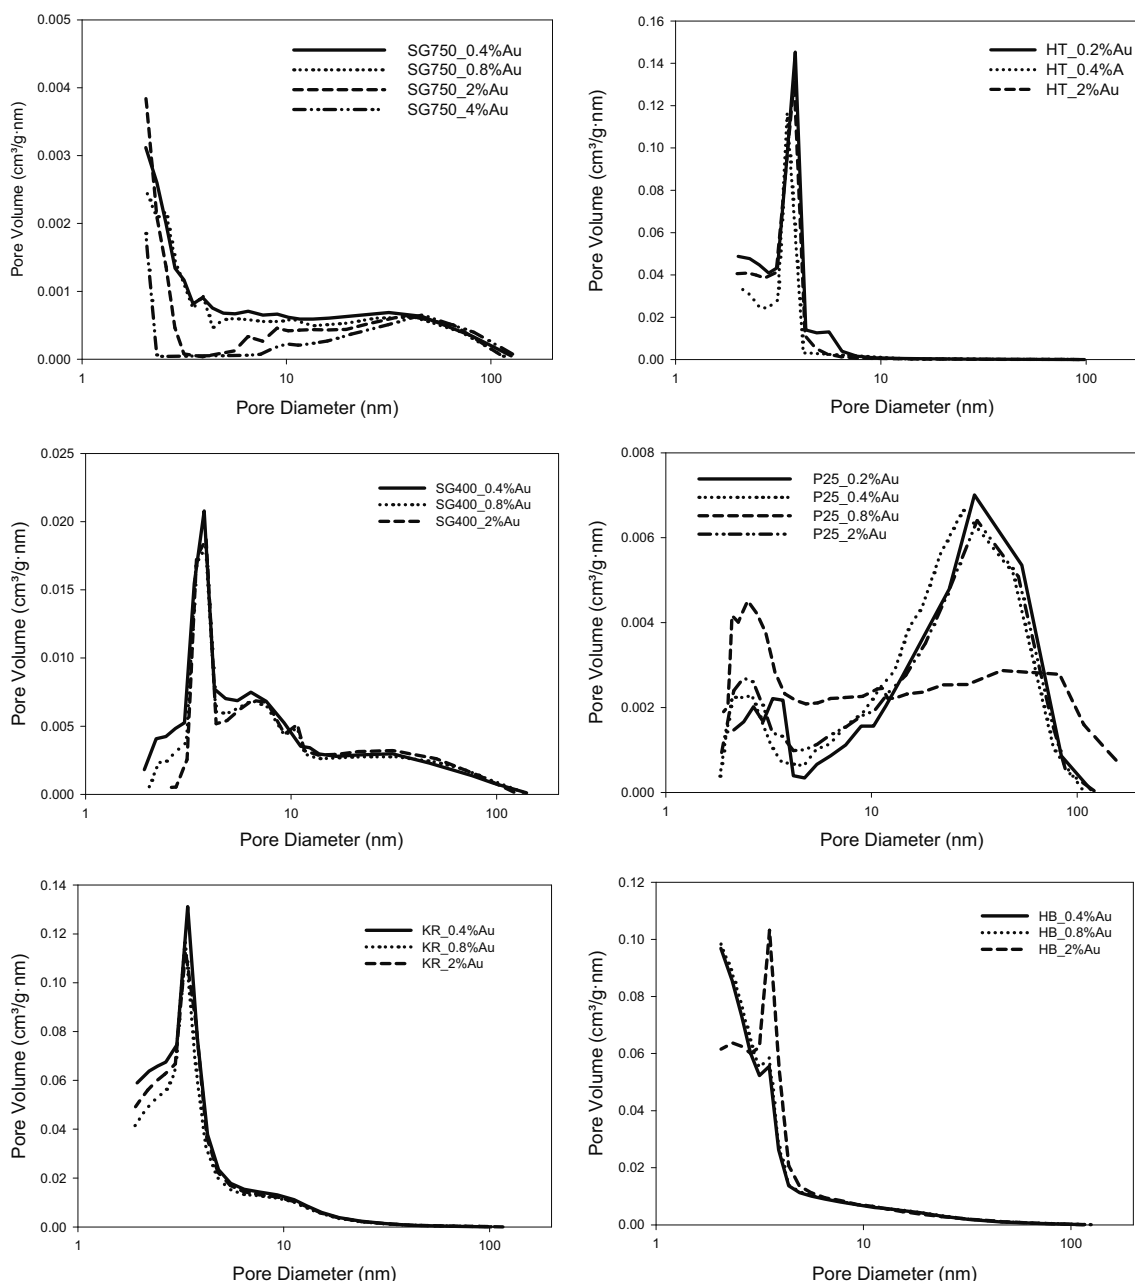 0.005
0.004
0.003
0.002
0.001
0.000
Pore Volume (cm³/g·nm)
SG750_0.4%Au
SG750_0.8%Au
SG750_2%Au
SG750_4%Au
1 10 100
Pore Diameter (nm)
0.16
0.14
0.12
0.10
0.08
0.06
0.04
0.02
0.00
Pore Volume (cm³/g·nm)
HT_0.2%Au
HT_0.4%A
HT_2%Au
1 10 100
Pore Diameter (nm)
0.025
0.020
0.015
0.010
0.005
0.000
Pore Volume (cm³/g·nm)
SG400_0.4%Au
SG400_0.8%Au
SG400_2%Au
1 10 100
Pore Diameter (nm)
0.008
0.006
0.004
0.002
0.000
Pore Volume (cm³/g·nm)
P25_0.2%Au
P25_0.4%Au
P25_0.8%Au
P25_2%Au
1 10 100
Pore Diameter (nm)
0.14
0.12
0.10
0.08
0.06
0.04
0.02
0.00
Pore Volume (cm³/g·nm)
KR_0.4%Au
KR_0.8%Au
KR_2%Au
1 10 100
Pore Diameter (nm)
0.12
0.10
0.08
0.06
0.04
0.02
0.00
Pore Volume (cm³/g·nm)
HB_0.4%Au
HB_0.8%Au
HB_2%Au
1 10 100
Pore Diameter (nm)